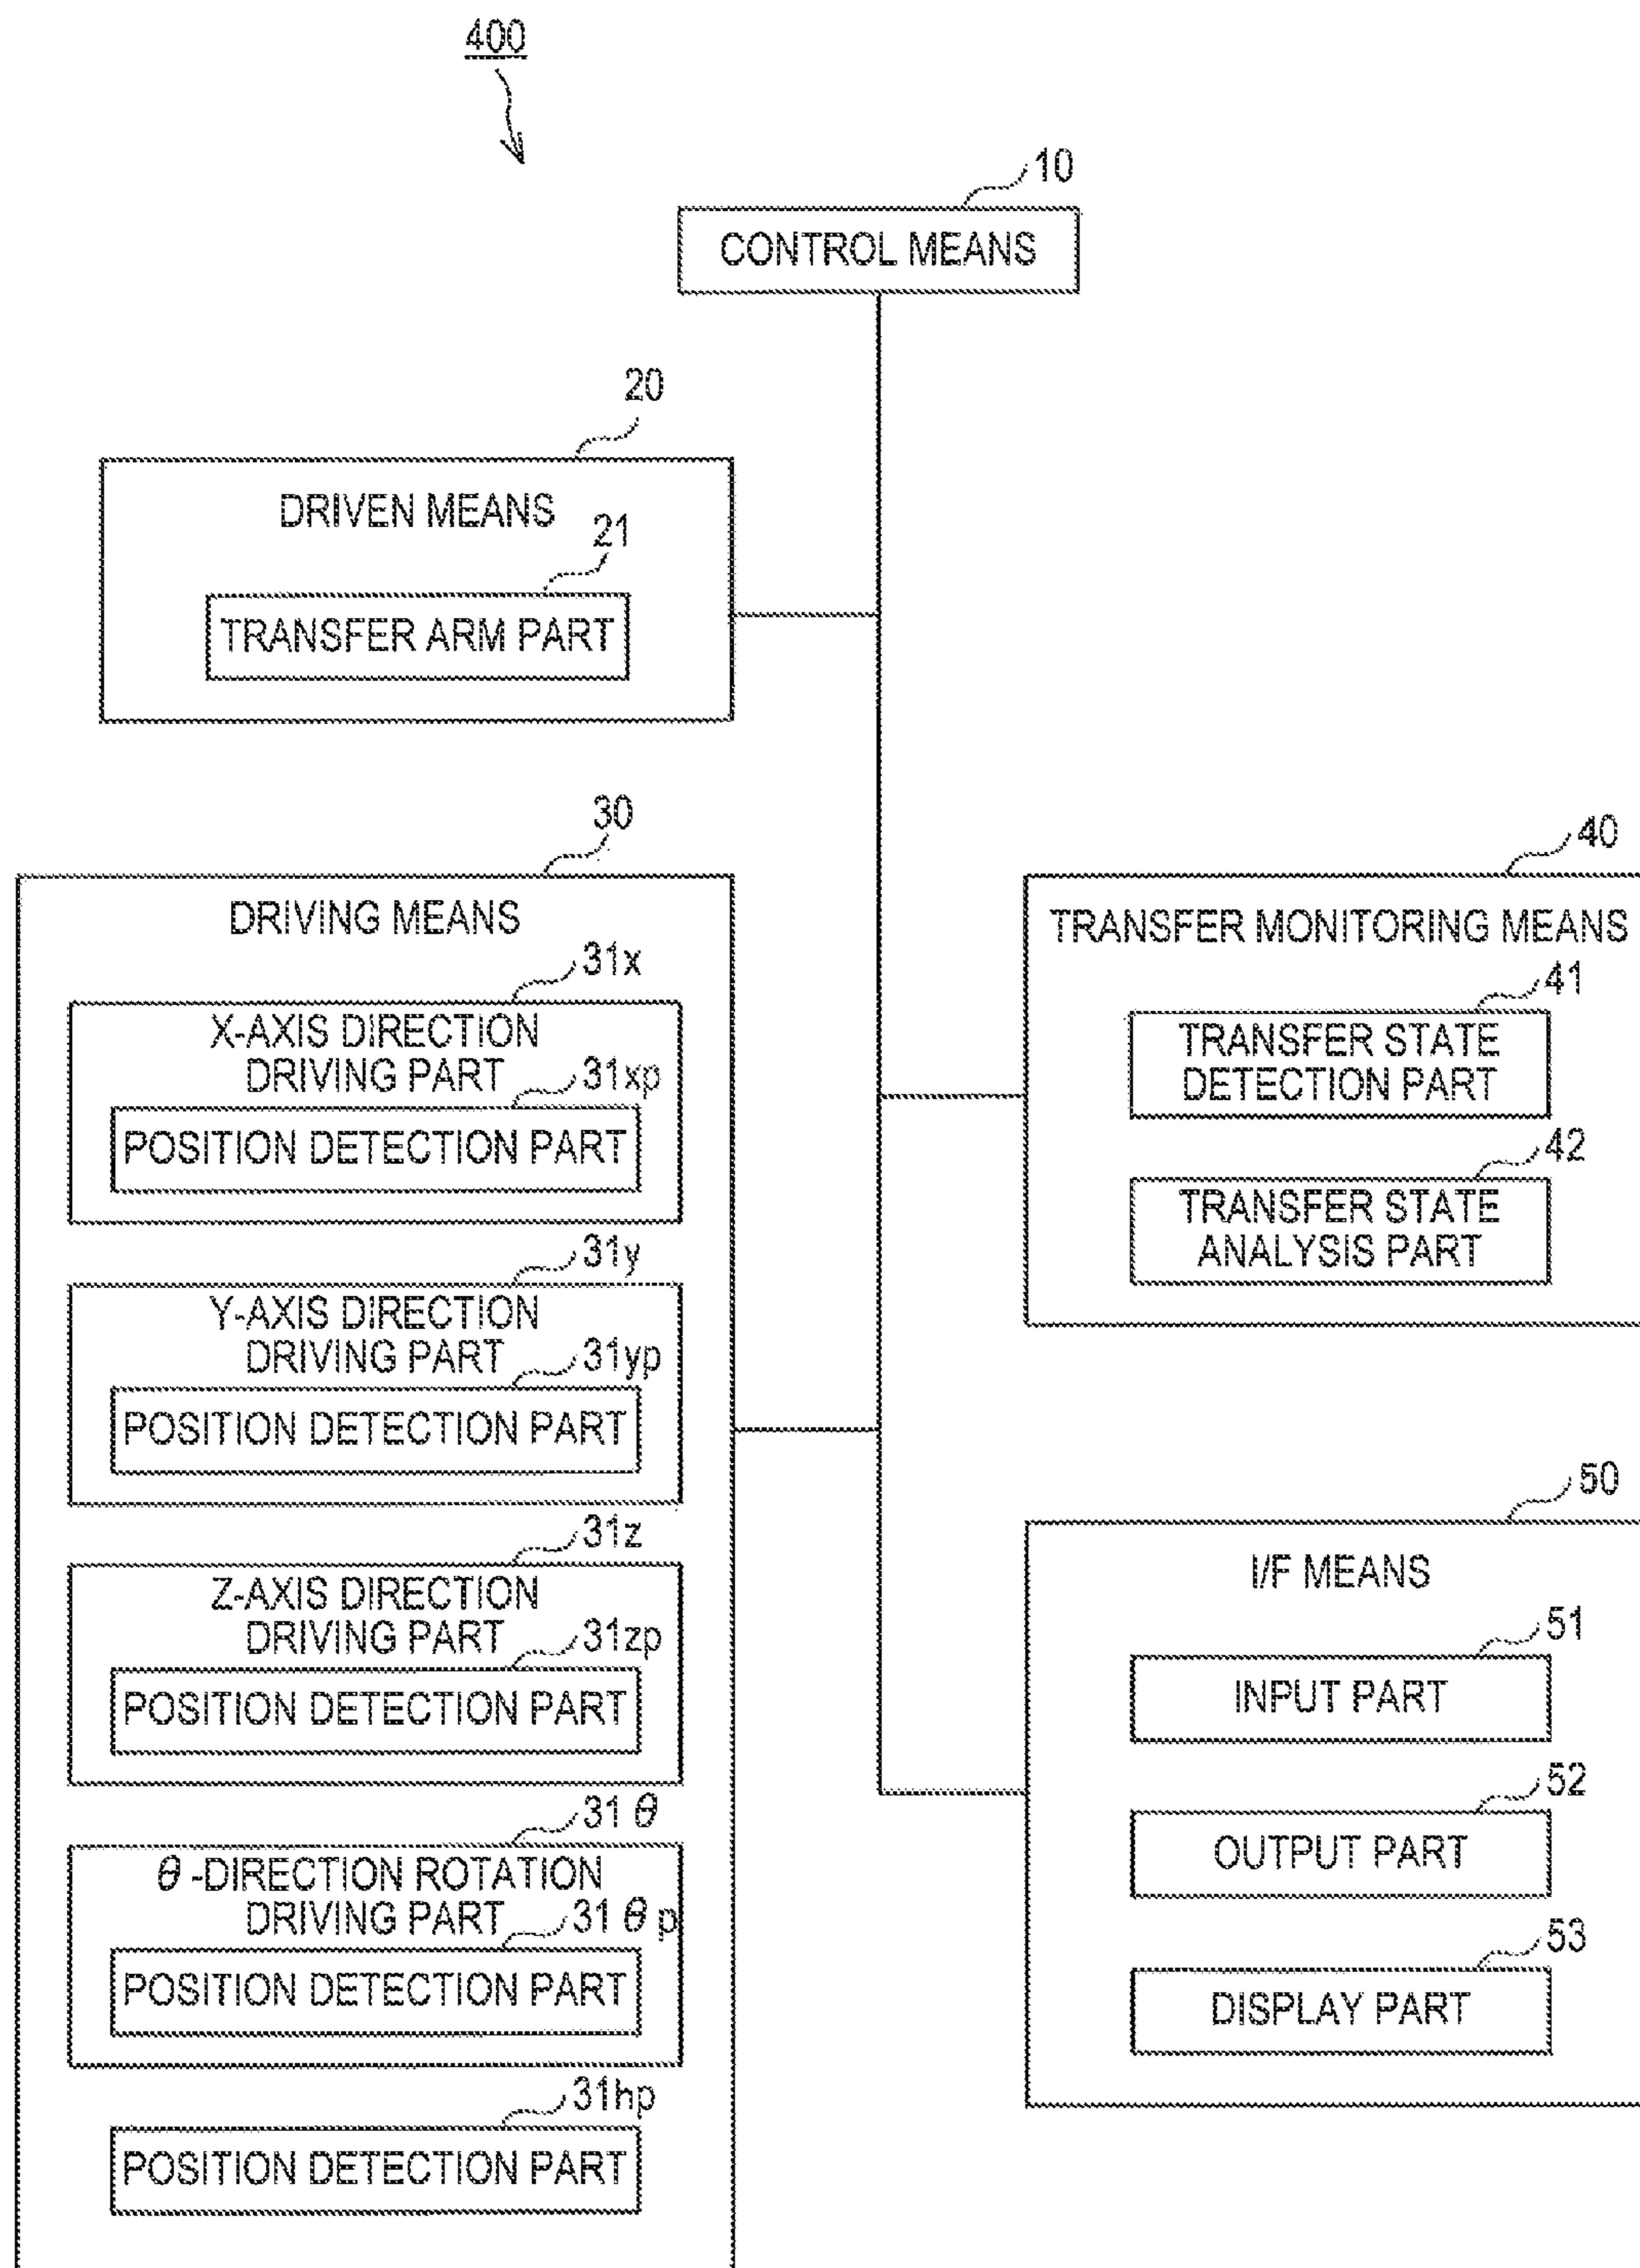 400
10
CONTROL MEANS
20
DRIVEN MEANS
21
TRANSFER ARM PART
30
DRIVING MEANS
31x
X-AXIS DIRECTION
DRIVING PART
31xp
POSITION DETECTION PART
31y
Y-AXIS DIRECTION
DRIVING PART
31yp
POSITION DETECTION PART
31z
Z-AXIS DIRECTION
DRIVING PART
31zp
POSITION DETECTION PART
31θ
θ-DIRECTION ROTATION
DRIVING PART
31θp
POSITION DETECTION PART
31hp
POSITION DETECTION PART
40
TRANSFER MONITORING MEANS
41
TRANSFER STATE
DETECTION PART
42
TRANSFER STATE
ANALYSIS PART
50
I/F MEANS
51
INPUT PART
52
OUTPUT PART
53
DISPLAY PART